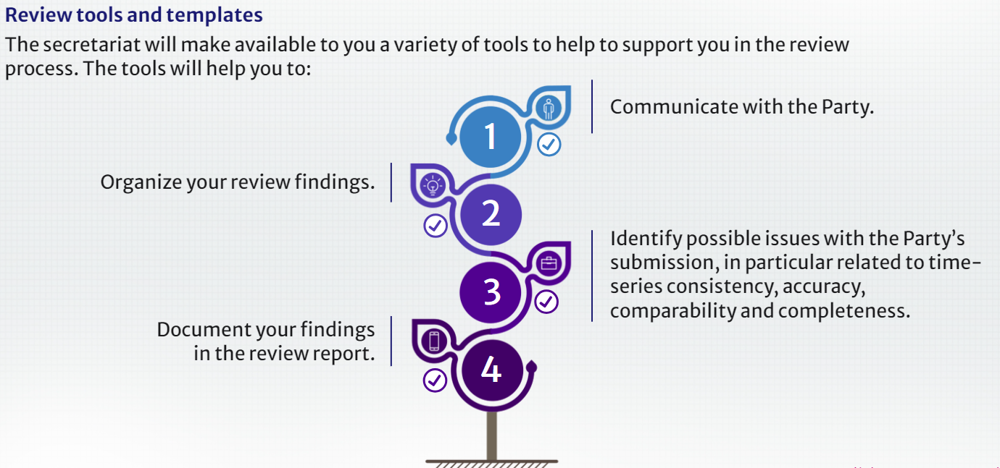 Review tools and templates
The secretariat will make available to you a variety of tools to help to support you in the review
process. The tools will help you to:
1
Communicate with the Party.
Organize your review findings.
2
Identify possible issues with the Party's
submission, in particular related to time-
series consistency, accuracy,
comparability and completeness.
3
Document your findings
in the review report.
4